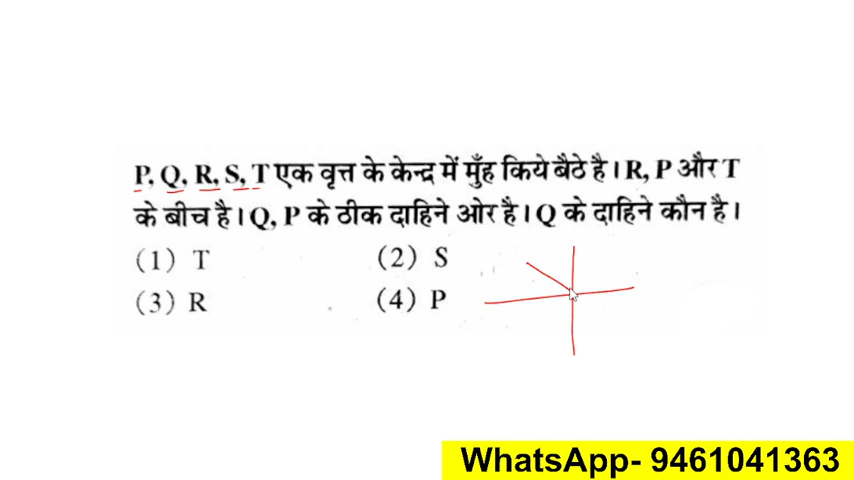 P, Q, R, S, T एक वृत्त के केन्द्र में मुँह किये बैठे है। R, P और T
के बीच है। Q, P के ठीक दाहिने ओर है। Q के दाहिने कौन है।
(1) T (2) S
(3) R (4) P
WhatsApp- 9461041363